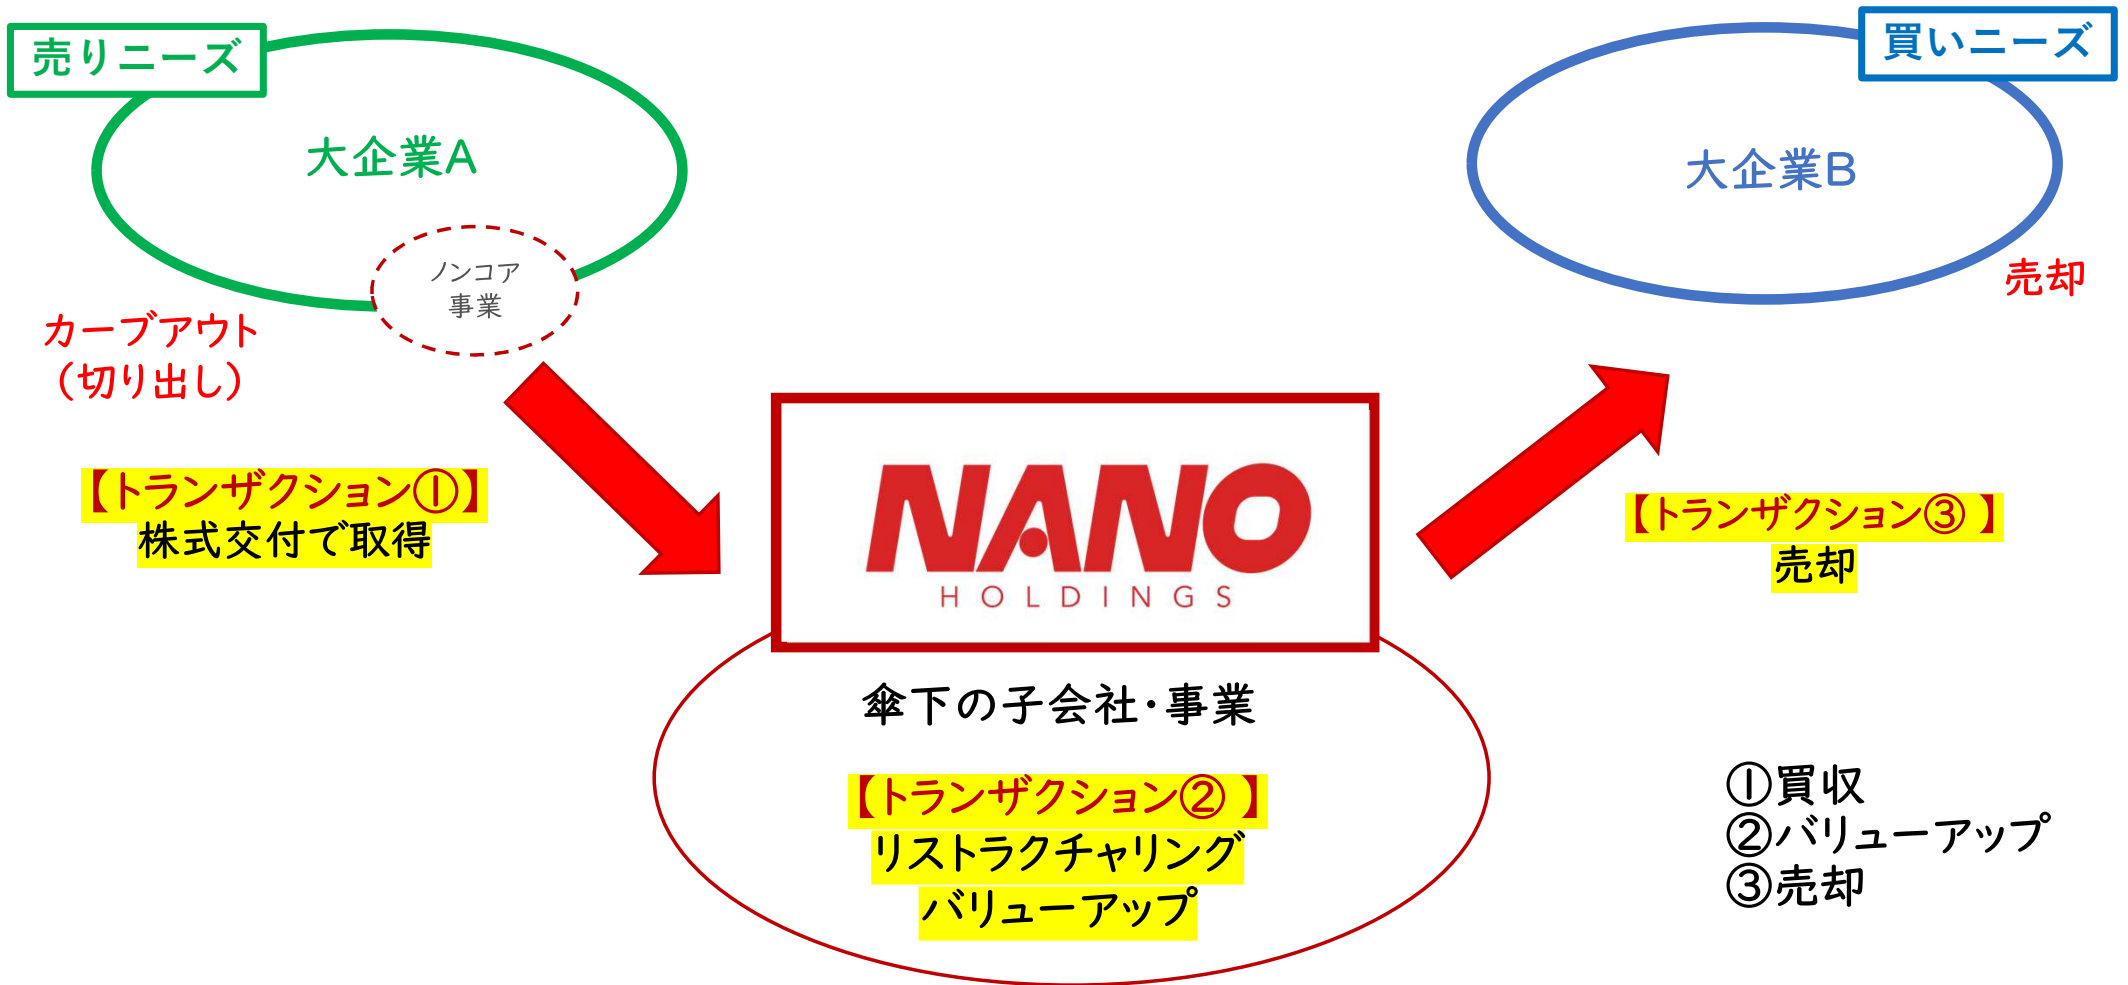 売りニーズ
大企業A
ノンコア
事業
カーブアウト
（切り出し）
【トランザクション①】
株式交付で取得
NANO
HOLDINGS
傘下の子会社・事業
【トランザクション② 】
リストラクチャリング
バリューアップ
買いニーズ
大企業B
売却
【トランザクション③ 】
売却
①買収
②バリューアップ
③売却